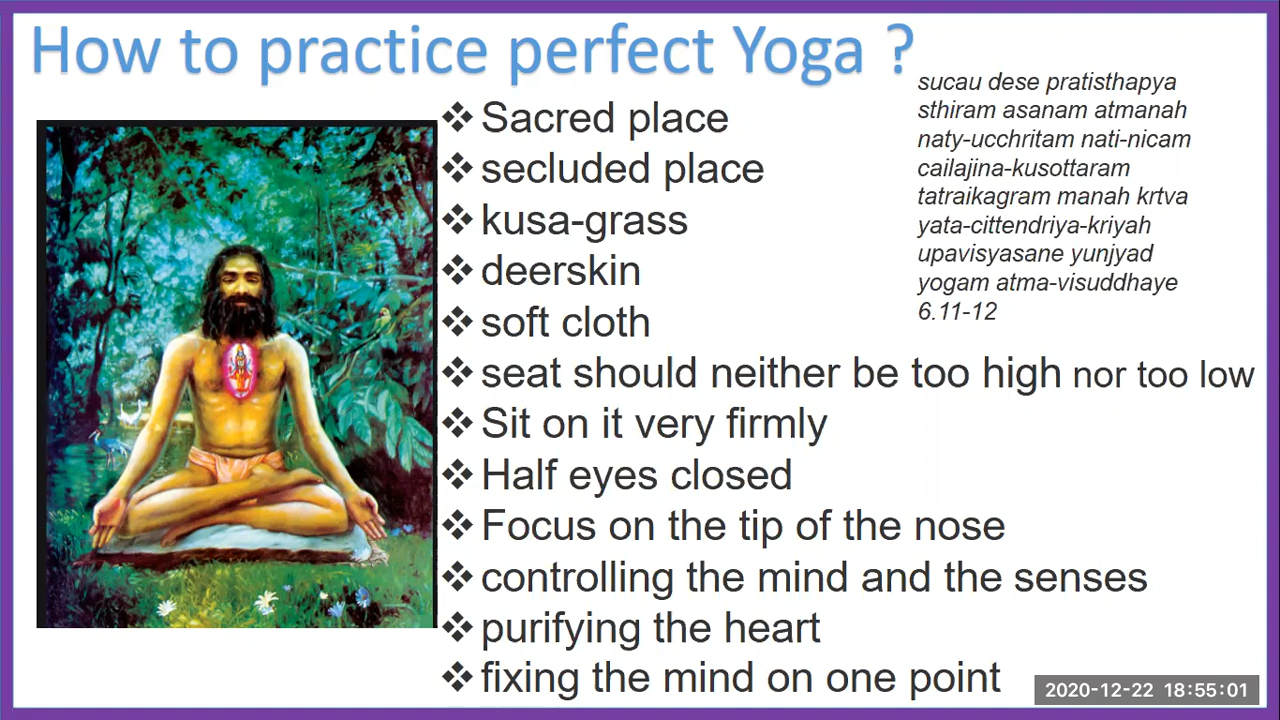 How to practice perfect Yoga ?
❖ Sacred place
❖ secluded place
❖ kusa-grass
❖ deerskin
❖ soft cloth
❖ seat should neither be too high nor too low
❖ Sit on it very firmly
❖ Half eyes closed
❖ Focus on the tip of the nose
❖ controlling the mind and the senses
❖ purifying the heart
❖ fixing the mind on one point
sucau dese pratisthapya
sthiram asanam atmanah
naty-ucchritam nati-nicam
cailajina-kusottaram
tatraikagram manah krtva
yata-cittendriya-kriyah
upavisyasane yunjyad
yogam atma-visuddhaye
6.11-12
2020-12-22 18:55:01